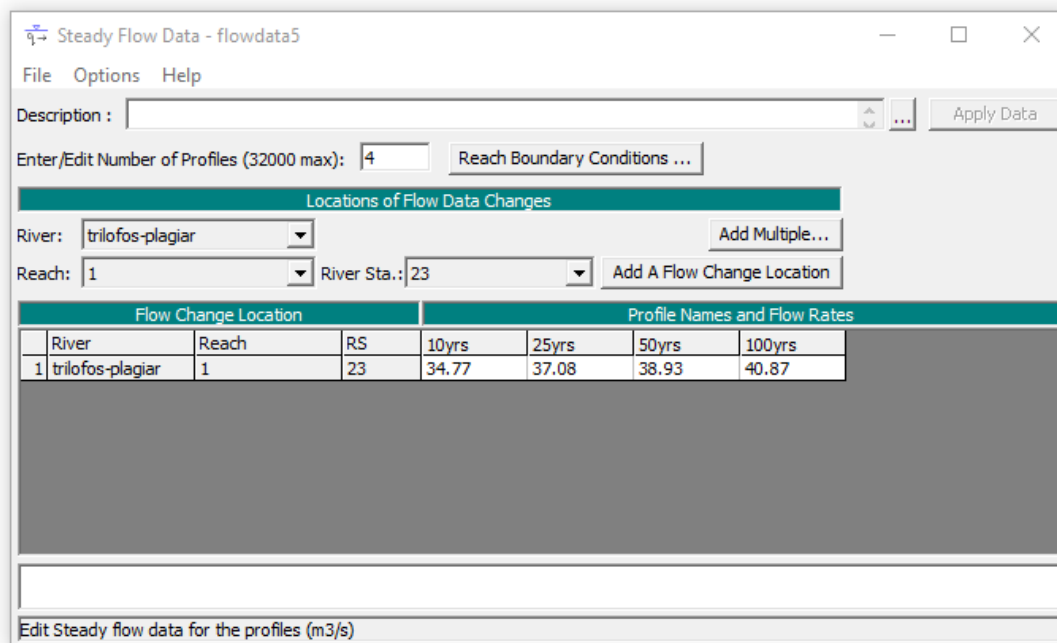 Steady Flow Data - flowdata5
File Options Help
Description : ... Apply Data
Enter/Edit Number of Profiles (32000 max): 4 Reach Boundary Conditions ...
Locations of Flow Data Changes
River: trilofos-plagiar Add Multiple...
Reach: 1 River Sta.: 23 Add A Flow Change Location
Flow Change Location Profile Names and Flow Rates
River Reach RS 10yrs 25yrs 50yrs 100yrs
1 trilofos-plagiar 1 23 34.77 37.08 38.93 40.87
Edit Steady flow data for the profiles (m3/s)